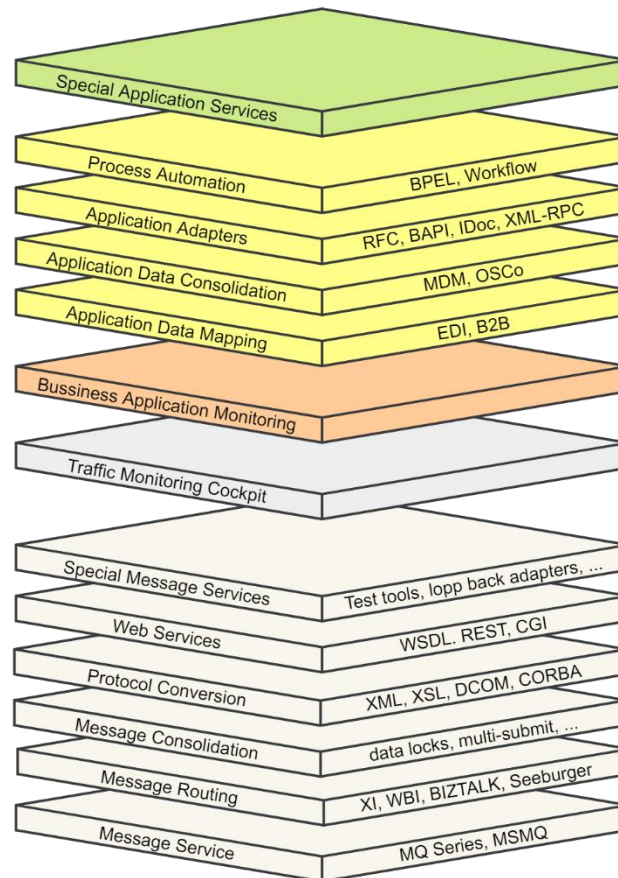 Special Application Services
Process Automation
BPEL, Workflow
Application Adapters
RFC, BAPI, IDoc, XML-RPC
Application Data Consolidation
MDM, OSCo
Application Data Mapping
EDI, B2B
Bussiness Application Monitoring
Traffic Monitoring Cockpit
Special Message Services
Test tools, lopp back adapters, ...
Web Services
WSDL. REST, CGI
Protocol Conversion
XML, XSL, DCOM, CORBA
Message Consolidation
data locks, multi-submit, ...
Message Routing
XI, WBI, BIZTALK, Seeburger
Message Service
MQ Series, MSMQ